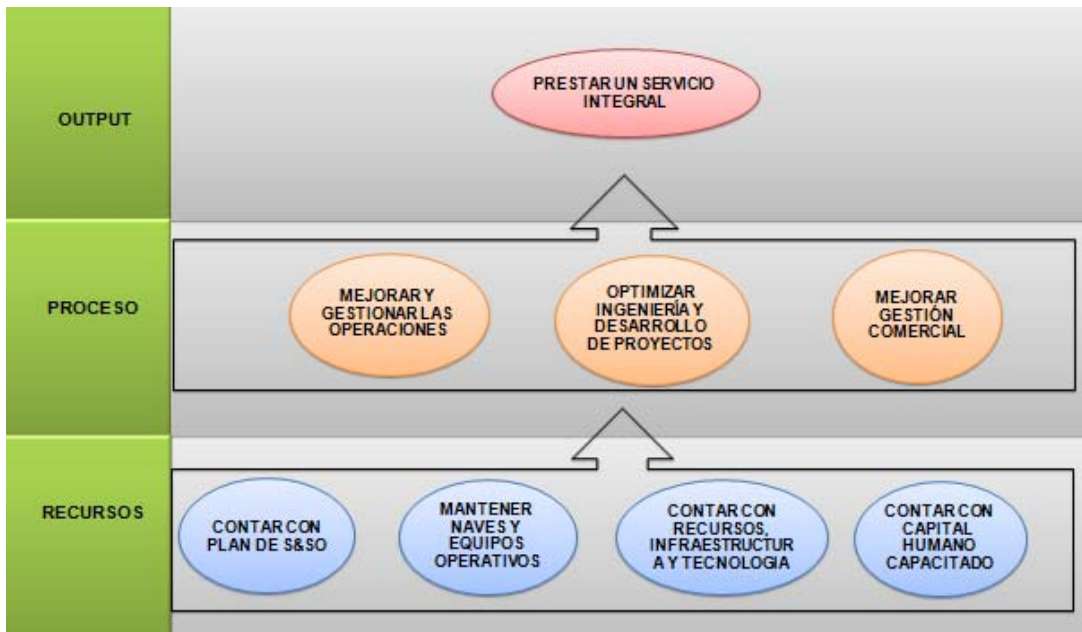 OUTPUT
PRESTAR UN SERVICIO
INTEGRAL
PROCESO
MEJORAR Y
GESTIONAR LAS
OPERACIONES
OPTIMIZAR
INGENIERÍA Y
DESARROLLO
DE PROYECTOS
MEJORAR
GESTIÓN
COMERCIAL
RECURSOS
CONTAR CON
PLAN DE S&SO
MANTENER
NAVES Y
EQUIPOS
OPERATIVOS
CONTAR CON
RECURSOS,
INFRAESTRUCTUR
A Y TECNOLOGIA
CONTAR CON
CAPITAL
HUMANO
CAPACITADO